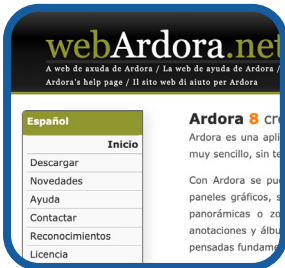 webArdora.net
A web de axuda de Ardora / La web de ayuda de Ardora /
Ardora's help page / Il sito web di aiuto per Ardora
Español
Inicio
Descargar
Novedades
Ayuda
Contactar
Reconocimientos
Licencia
Ardora 8
Ardora es una
muy sencillo, sin
Con Ardora se
paneles gráficos,
panorámicas o
anotaciones y
pensadas